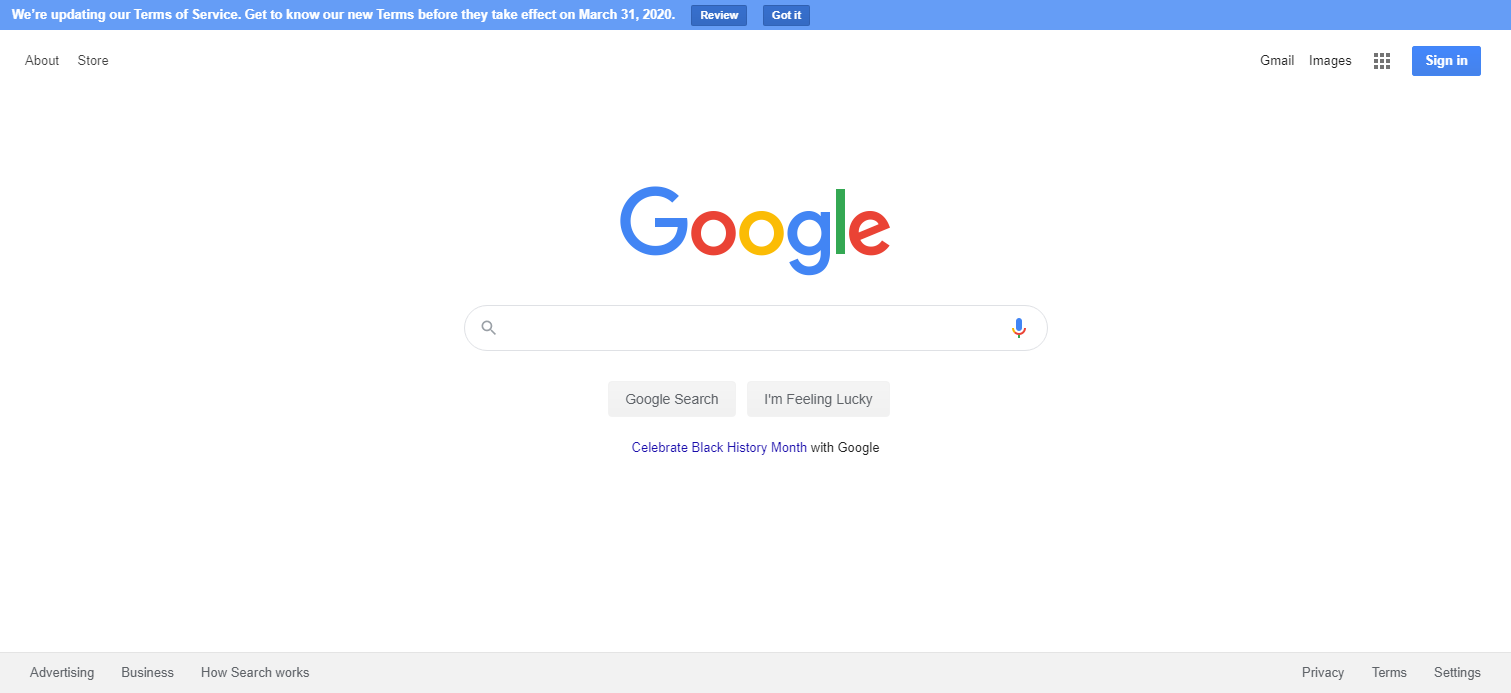 We're updating our Terms of Service. Get to know our new Terms before they take effect on March 31, 2020. Review Got it
About Store Gmail Images Sign in
Google
Google Search I'm Feeling Lucky
Celebrate Black History Month with Google
Advertising Business How Search works Privacy Terms Settings